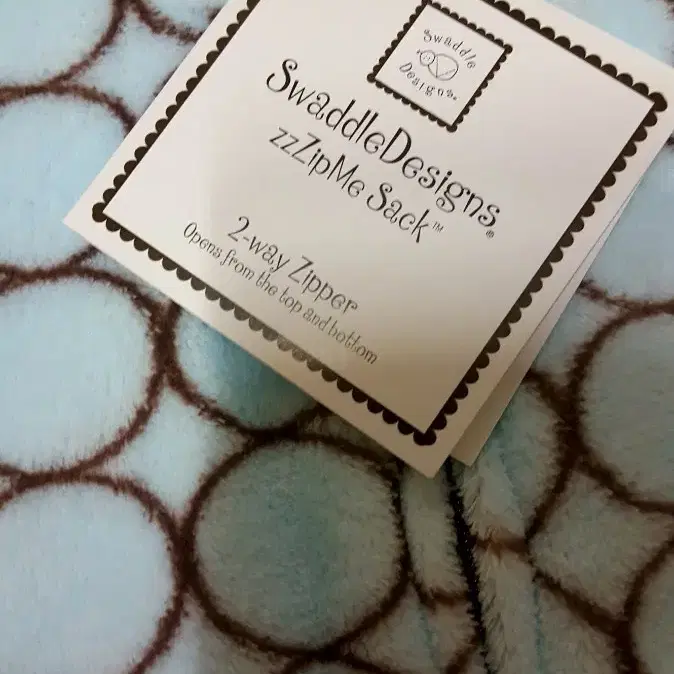 Swaddle
Designs®
SwaddleDesigns®
zzZipMe Sack™
2-way Zipper
Opens from the top and bottom